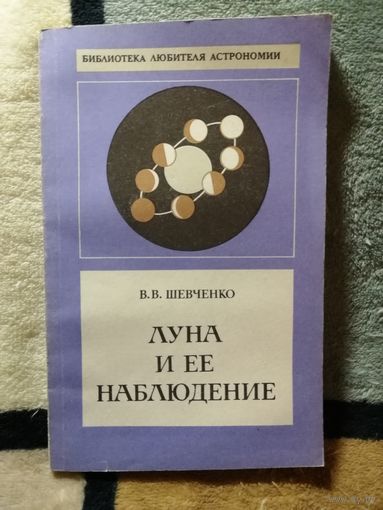 БИБЛИОТЕКА ЛЮБИТЕЛЯ АСТРОНОМИИ
В.В. ШЕВЧЕНКО
ЛУНА
И ЕЕ
НАБЛЮДЕНИЕ